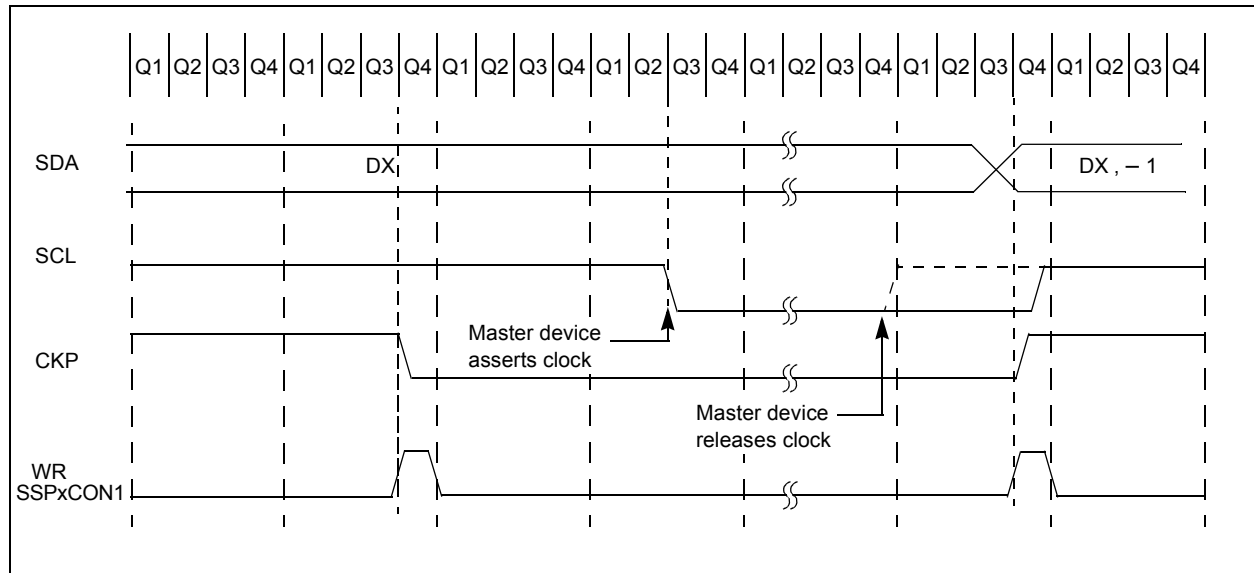 Q1 Q2 Q3 Q4 Q1 Q2 Q3 Q4 Q1 Q2 Q3 Q4 Q1 Q2 Q3 Q4 Q1 Q2 Q3 Q4 Q1 Q2 Q3 Q4 Q1 Q2 Q3 Q4
SDA
DX
DX , – 1
SCL
Master device
asserts clock
CKP
Master device
releases clock
WR
SSPxCON1